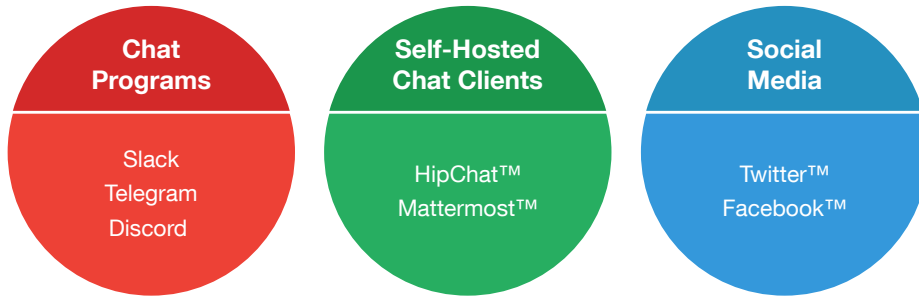 Chat
Programs
Slack
Telegram
Discord
Self-Hosted
Chat Clients
HipChat™
Mattermost™
Social
Media
Twitter™
Facebook™